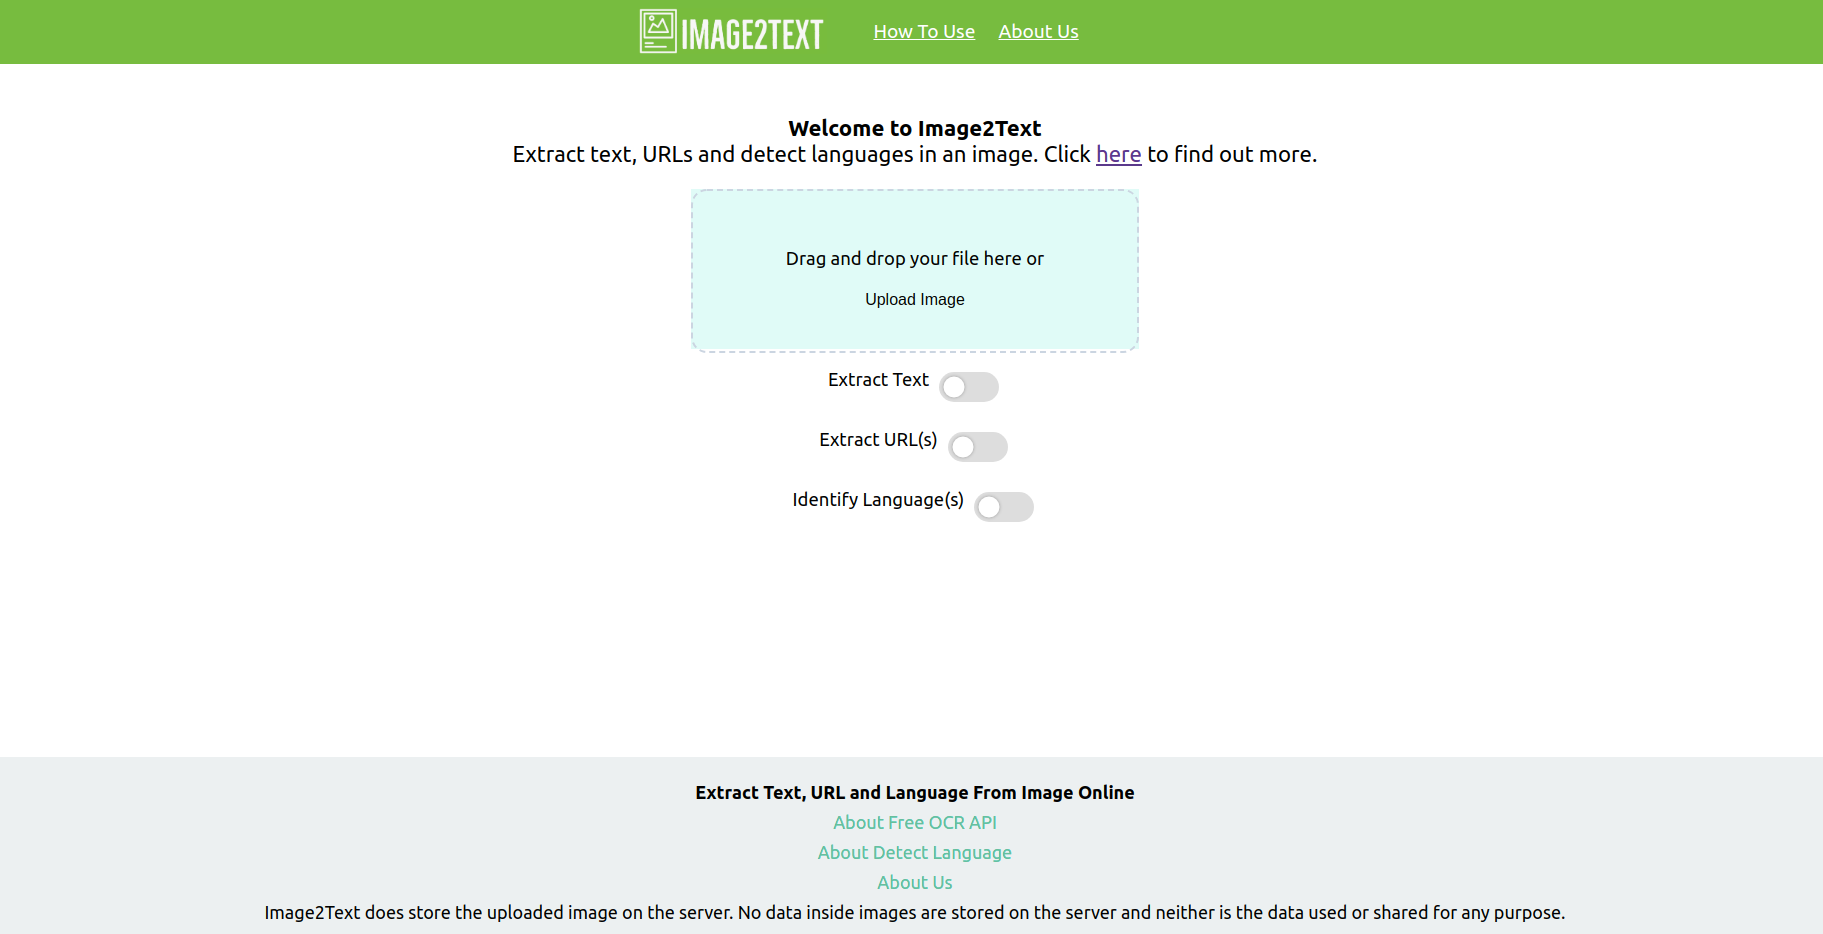 IMAGE2TEXT How To Use About Us
Welcome to Image2Text
Extract text, URLs and detect languages in an image. Click here to find out more.
Drag and drop your file here or
Upload Image
Extract Text
Extract URL(s)
Identify Language(s)
Extract Text, URL and Language From Image Online
About Free OCR API
About Detect Language
About Us
Image2Text does store the uploaded image on the server. No data inside images are stored on the server and neither is the data used or shared for any purpose.